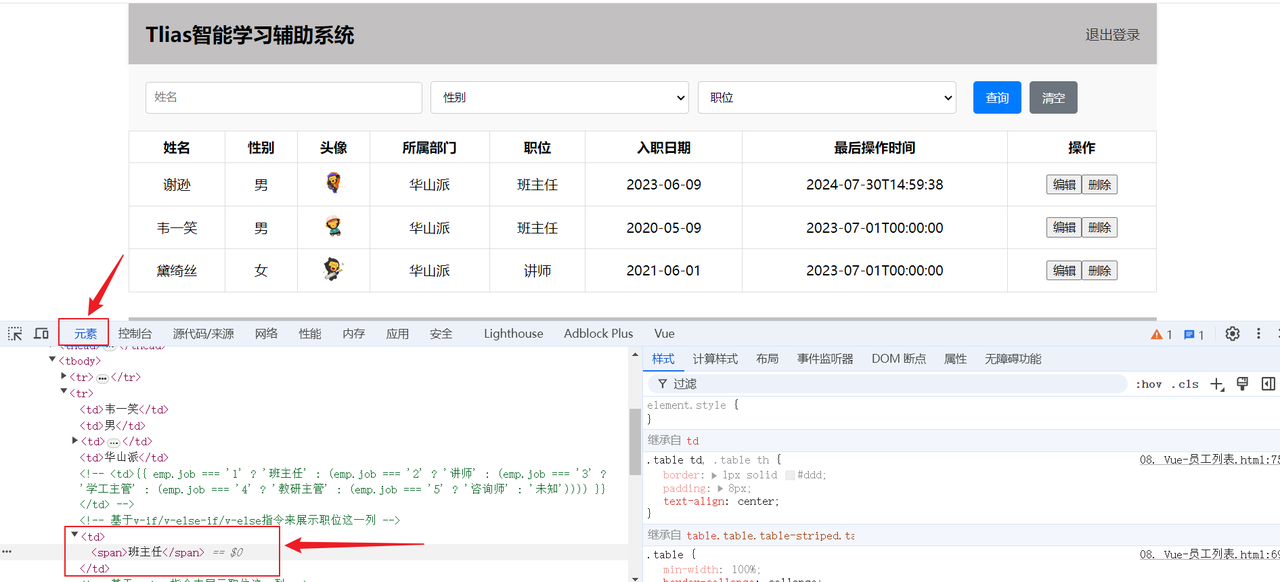 Tlias智能学习辅助系统
退出登录
姓名 性别 职位 查询 清空
姓名 性别 头像 所属部门 职位 入职日期 最后操作时间 操作
谢逊 男 华山派 班主任 2023-06-09 2024-07-30T14:59:38 编辑 删除
韦一笑 男 华山派 班主任 2020-05-09 2023-07-01T00:00:00 编辑 删除
黛绮丝 女 华山派 讲师 2021-06-01 2023-07-01T00:00:00 编辑 删除
元素 控制台 源代码/来源 网络 性能 内存 应用 安全 Lighthouse Adblock Plus Vue 1 1
<tbody>
<tr>…</tr>
<tr>
<td>韦一笑</td>
<td>男</td>
<td>…</td>
<td>华山派</td>
<!-- <td>{{ emp.job === '1' ? '班主任' : (emp.job === '2' ? '讲师' : (emp.job === '3' ?
'学工主管' : (emp.job === '4' ? '教研主管' : (emp.job === '5' ? '咨询师' : '未知')))) }}
</td> -->
<!-- 基于v-if/v-else-if/v-else指令来展示职位这一列 -->
<td>
<span>班主任</span> == $0
</td>
样式 计算样式 布局 事件监听器 DOM 断点 属性 无障碍功能
过滤 :hov .cls
element.style {
}
继承自 td
.table td, .table th { 08. Vue-员工列表.html:75
border: 1px solid #ddd;
padding: 8px;
text-align: center;
}
继承自 table.table.table-striped.ta
.table { 08. Vue-员工列表.html:69
min-width: 100%;